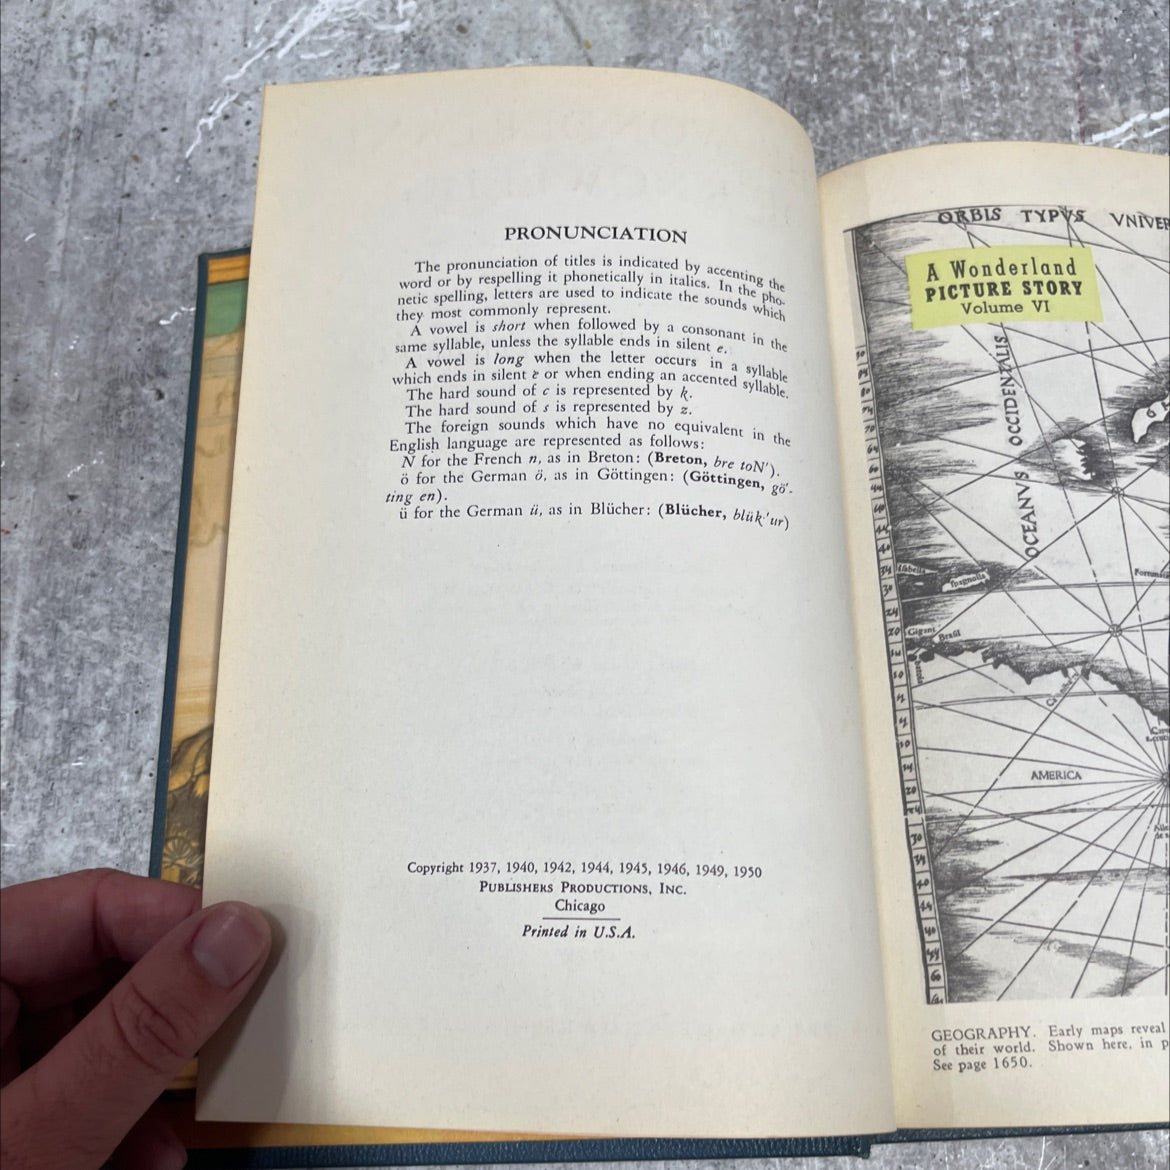 PRONUNCIATION
The pronunciation of titles is indicated by accenting the
word or by respelling it phonetically in italics. In the pho-
netic spelling, letters are used to indicate the sounds which
they most commonly represent.
A vowel is short when followed by a consonant in the
same syllable, unless the syllable ends in silent e.
A vowel is long when the letter occurs in a syllable
which ends in silent e or when ending an accented syllable.
The hard sound of c is represented by k.
The hard sound of s is represented by z.
The foreign sounds which have no equivalent in the
English language are represented as follows:
N for the French n, as in Breton: (Breton, bre toN').
ö for the German ö, as in Göttingen: (Göttingen, gö'-
ting en).
ü for the German ü, as in Blücher: (Blücher, blük'ur)
Copyright 1937, 1940, 1942, 1944, 1945, 1946, 1949, 1950
PUBLISHERS PRODUCTIONS, INC.
Chicago
Printed in U.S.A.
ORBIS TYPVS VNIVER
A Wonderland
PICTURE STORY
Volume VI
OCEANVS OCCIDENZALIS
Isabella
Spagnolla
Gigant
Brasil
AMERICA
GEOGRAPHY. Early maps reveal
of their world. Shown here, in p
See page 1650.